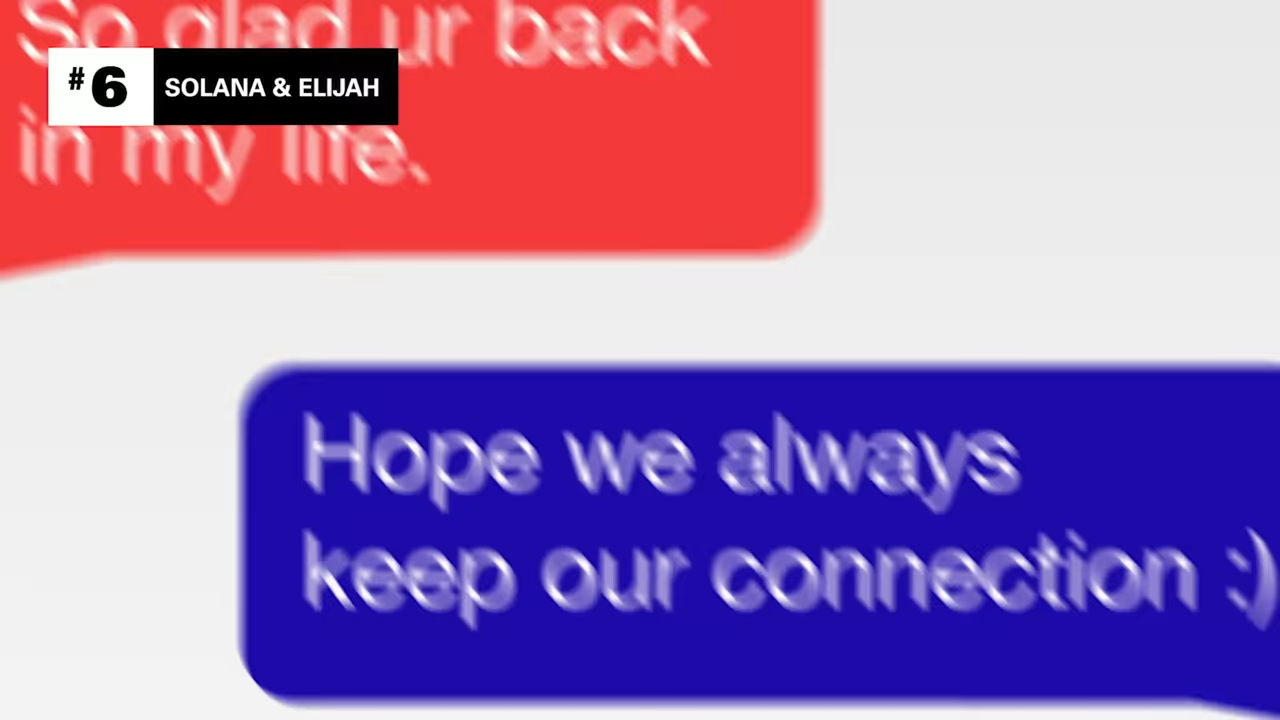 So glad ur back
#6 SOLANA & ELIJAH
in my life.
Hope we always
keep our connection :)